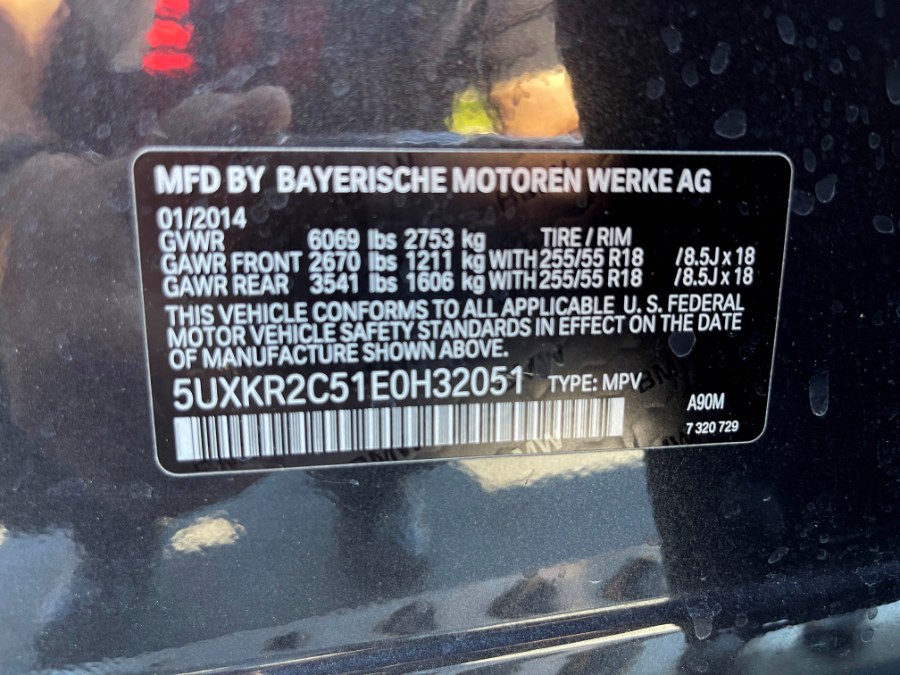 MFD BY BAYERISCHE MOTOREN WERKE AG
01/2014
GVWR 6069 lbs 2753 kg TIRE / RIM
GAWR FRONT 2670 lbs 1211 kg WITH 255/55 R18 /8.5J x 18
GAWR REAR 3541 lbs 1606 kg WITH 255/55 R18 /8.5J x 18
THIS VEHICLE CONFORMS TO ALL APPLICABLE U. S. FEDERAL
MOTOR VEHICLE SAFETY STANDARDS IN EFFECT ON THE DATE
OF MANUFACTURE SHOWN ABOVE.
5UXKR2C51E0H32051 TYPE: MPV
A90M
7 320 729